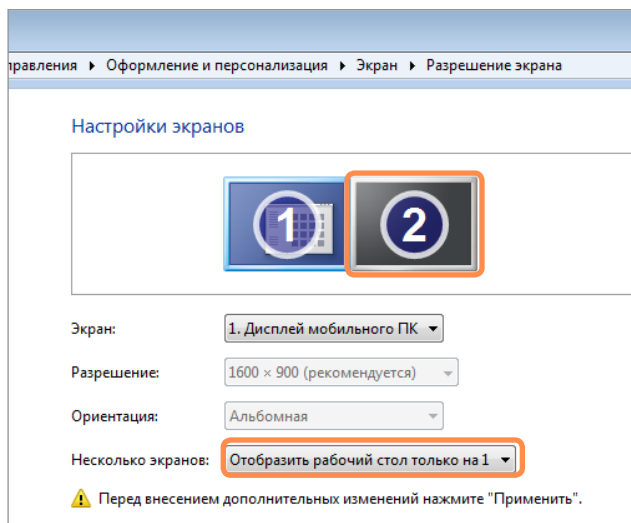 Оформление и персонализация ▸ Экран ▸ Разрешение экрана
Настройки экранов
1 2
Экран: 1. Дисплей мобильного ПК
Разрешение: 1600 × 900 (рекомендуется)
Ориентация: Альбомная
Несколько экранов: Отобразить рабочий стол только на 1
Перед внесением дополнительных изменений нажмите "Применить".